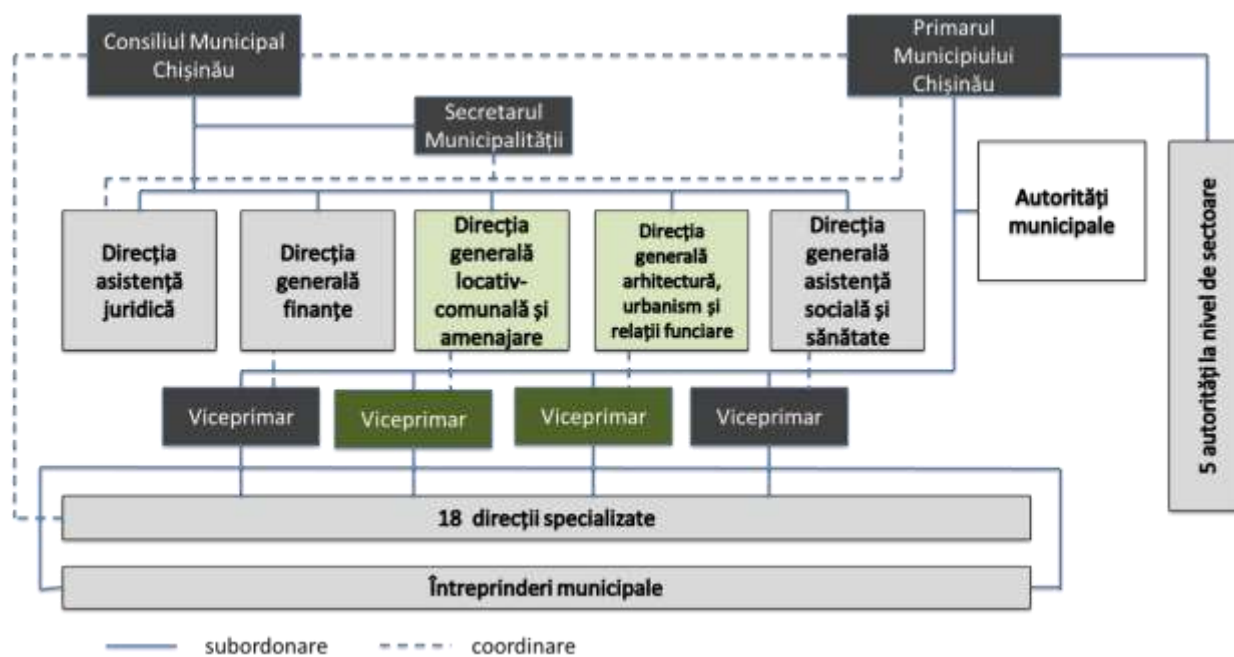 Consiliul Municipal
Chișinău
Primarul
Municipiului
Chișinău
Secretarul
Municipalității
Autorități
municipale
5 autorități la nivel de sectoare
Direcția
asistență
juridică
Direcția
generală
finanțe
Direcția
generală
locativ-
comunală și
amenajare
Direcția
generală
arhitectură,
urbanism și
relații funciare
Direcția
generală
asistență
socială și
sănătate
Viceprimar
Viceprimar
Viceprimar
Viceprimar
18 direcții specializate
Întreprinderi municipale
subordonare
coordinare